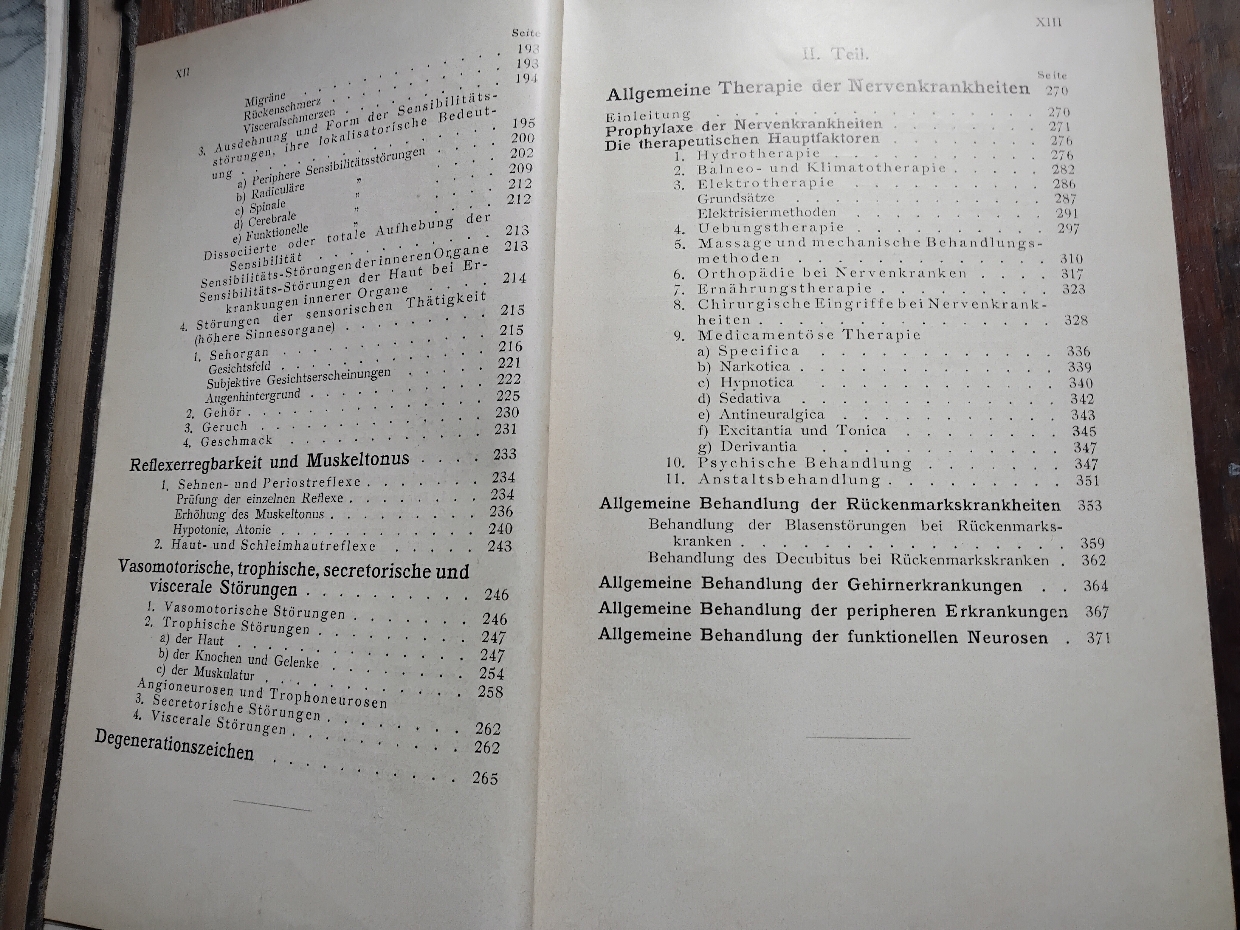 XII
Seite
Migräne . . . . . . . . . 193
Rückenschmerz . . . . . . . . . 193
Visceralschmerzen . . . . . . . . . 194
3. Ausdehnung und Form der Sensibilitäts-
störungen, ihre lokalisatorische Bedeut-
ung . . . . . . . . . 195
a) Periphere Sensibilitätsstörungen . . . . 200
b) Radiculäre „ . . . . 202
c) Spinale „ . . . . 209
d) Cerebrale „ . . . . 212
e) Funktionelle „ . . . . 212
Dissociierte oder totale Aufhebung der
Sensibilität . . . . . . . . . 213
Sensibilitäts-Störungen der inneren Organe 213
Sensibilitäts-Störungen der Haut bei Er-
krankungen innerer Organe . . . . 214
4. Störungen der sensorischen Thätigkeit
(höhere Sinnesorgane) . . . . . . . 215
1. Sehorgan . . . . . . . . . 215
Gesichtsfeld . . . . . . . . . 216
Subjektive Gesichtserscheinungen . . . . 221
Augenhintergrund . . . . . . . . 222
2. Gehör . . . . . . . . . 225
3. Geruch . . . . . . . . . 230
4. Geschmack . . . . . . . . . 231
Reflexerregbarkeit und Muskeltonus . . . . 233
1. Sehnen- und Periostreflexe . . . . . . 234
Prüfung der einzelnen Reflexe . . . . . . 234
Erhöhung des Muskeltonus . . . . . . . 236
Hypotonie, Atonie . . . . . . . . . 240
2. Haut- und Schleimhautreflexe . . . . . 243
Vasomotorische, trophische, secretorische und
viscerale Störungen . . . . . . . . . 246
1. Vasomotorische Störungen . . . . . . . 246
2. Trophische Störungen . . . . . . . . 247
a) der Haut . . . . . . . . . 247
b) der Knochen und Gelenke . . . . . . . 254
c) der Muskulatur . . . . . . . . . 258
Angioneurosen und Trophoneurosen
3. Secretorische Störungen . . . . . . . 262
4. Viscerale Störungen . . . . . . . . 262
Degenerationszeichen . . . . . . . . . 265
XIII
II. Teil.
Seite
Allgemeine Therapie der Nervenkrankheiten 270
Einleitung . . . . . . . . . 270
Prophylaxe der Nervenkrankheiten . . . . . . . 271
Die therapeutischen Hauptfaktoren . . . . . . . 276
1. Hydrotherapie . . . . . . . . . 276
2. Balneo- und Klimatotherapie . . . . . 282
3. Elektrotherapie . . . . . . . . . 286
Grundsätze . . . . . . . . . 287
Elektrisiermethoden . . . . . . . . . 291
4. Uebungstherapie . . . . . . . . . 297
5. Massage und mechanische Behandlungs-
methoden . . . . . . . . . 310
6. Orthopädie bei Nervenkranken . . . . 317
7. Ernährungstherapie . . . . . . . . . 323
8. Chirurgische Eingriffe bei Nervenkrank-
heiten . . . . . . . . . 328
9. Medicamentöse Therapie
a) Specifica . . . . . . . . . 336
b) Narkotica . . . . . . . . . 339
c) Hypnotica . . . . . . . . . 340
d) Sedativa . . . . . . . . . 342
e) Antineuralgica . . . . . . . . . 343
f) Excitantia und Tonica . . . . . . . 345
g) Derivantia . . . . . . . . . 347
10. Psychische Behandlung . . . . . . . 347
11. Anstaltsbehandlung . . . . . . . . . 351
Allgemeine Behandlung der Rückenmarkskrankheiten 353
Behandlung der Blasenstörungen bei Rückenmarks-
kranken . . . . . . . . . 359
Behandlung des Decubitus bei Rückenmarkskranken . 362
Allgemeine Behandlung der Gehirnerkrankungen . . 364
Allgemeine Behandlung der peripheren Erkrankungen 367
Allgemeine Behandlung der funktionellen Neurosen . 371